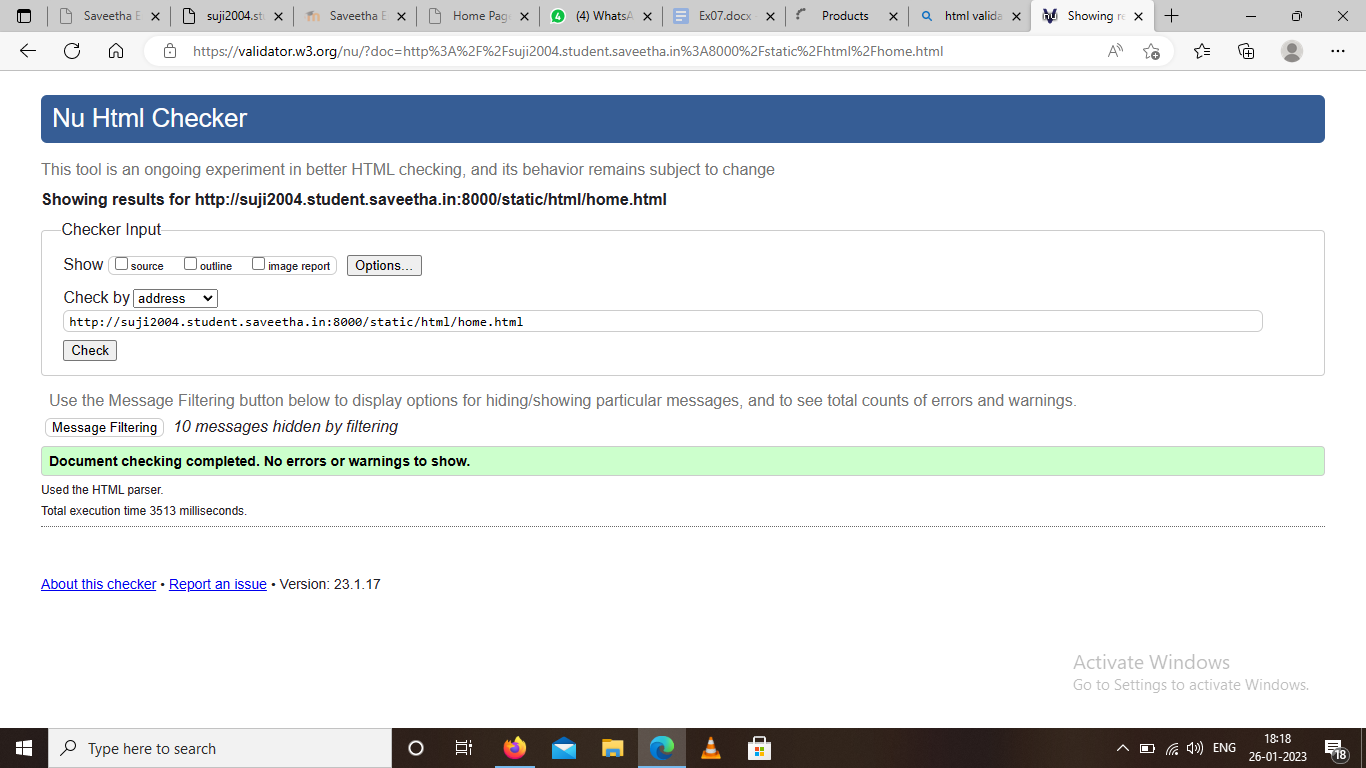 Saveetha E
suji2004.st
Saveetha E
Home Pag
4 (4) WhatsA
Ex07.docx -
Products
html valida
Showing re
https://validator.w3.org/nu/?doc=http%3A%2F%2Fsuji2004.student.saveetha.in%3A8000%2Fstatic%2Fhtml%2Fhome.html
Nu Html Checker
This tool is an ongoing experiment in better HTML checking, and its behavior remains subject to change
Showing results for http://suji2004.student.saveetha.in:8000/static/html/home.html
Checker Input
Show source outline image report Options...
Check by address
http://suji2004.student.saveetha.in:8000/static/html/home.html
Check
Use the Message Filtering button below to display options for hiding/showing particular messages, and to see total counts of errors and warnings.
Message Filtering 10 messages hidden by filtering
Document checking completed. No errors or warnings to show.
Used the HTML parser.
Total execution time 3513 milliseconds.
About this checker • Report an issue • Version: 23.1.17
Activate Windows
Go to Settings to activate Windows.
Type here to search
ENG
18:18
26-01-2023
18